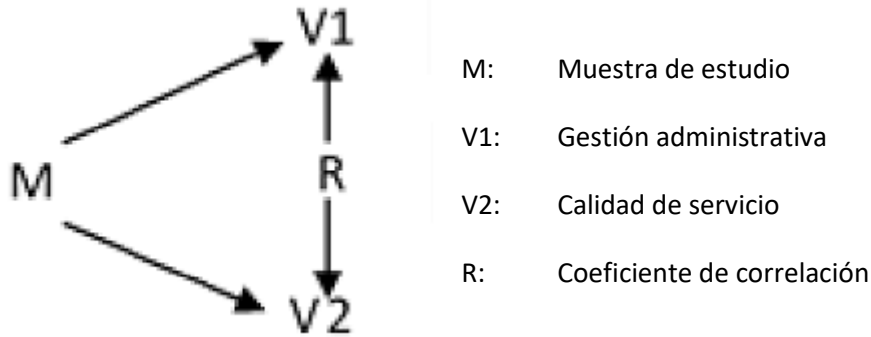 V1
M
R
V2
M: Muestra de estudio
V1: Gestión administrativa
V2: Calidad de servicio
R: Coeficiente de correlación